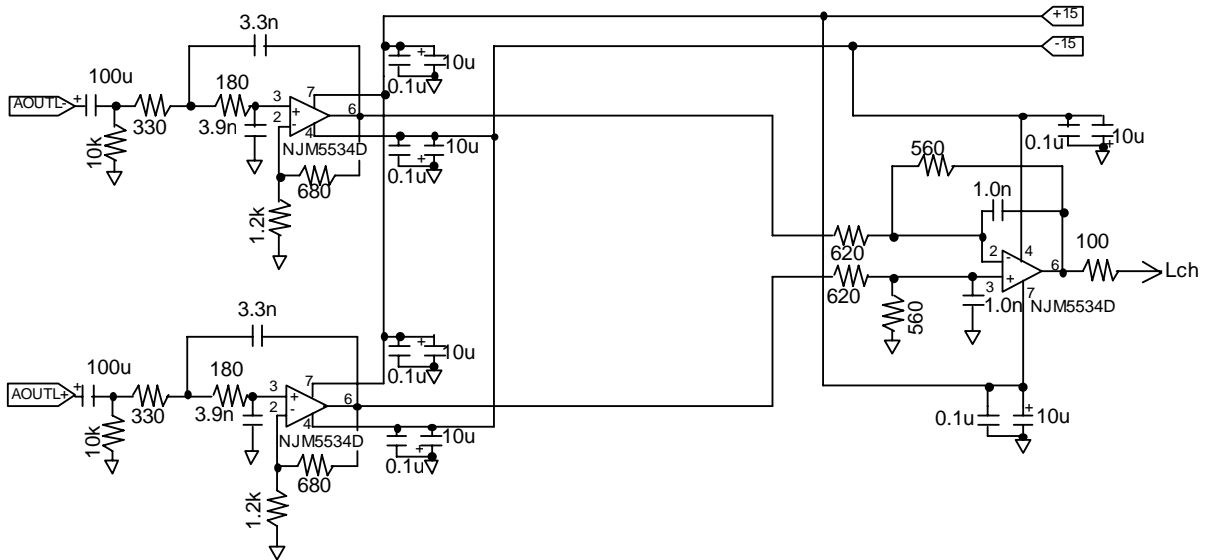 +15
-15
3.3n
100u
180
7
+
10u
0.1u
AOUTL-
+
330
3.9n
3
+
2
-
6
4
NJM5534D
10k
680
1.2k
+
10u
0.1u
0.1u
10u
+
560
1.0n
620
2
-
4
6
100
Lch
620
+
3
7
1.0n
NJM5534D
560
3.3n
+
10u
0.1u
100u
180
7
AOUTL+
+
330
3.9n
3
+
2
-
6
4
NJM5534D
10k
680
1.2k
+
10u
0.1u
0.1u
+
10u